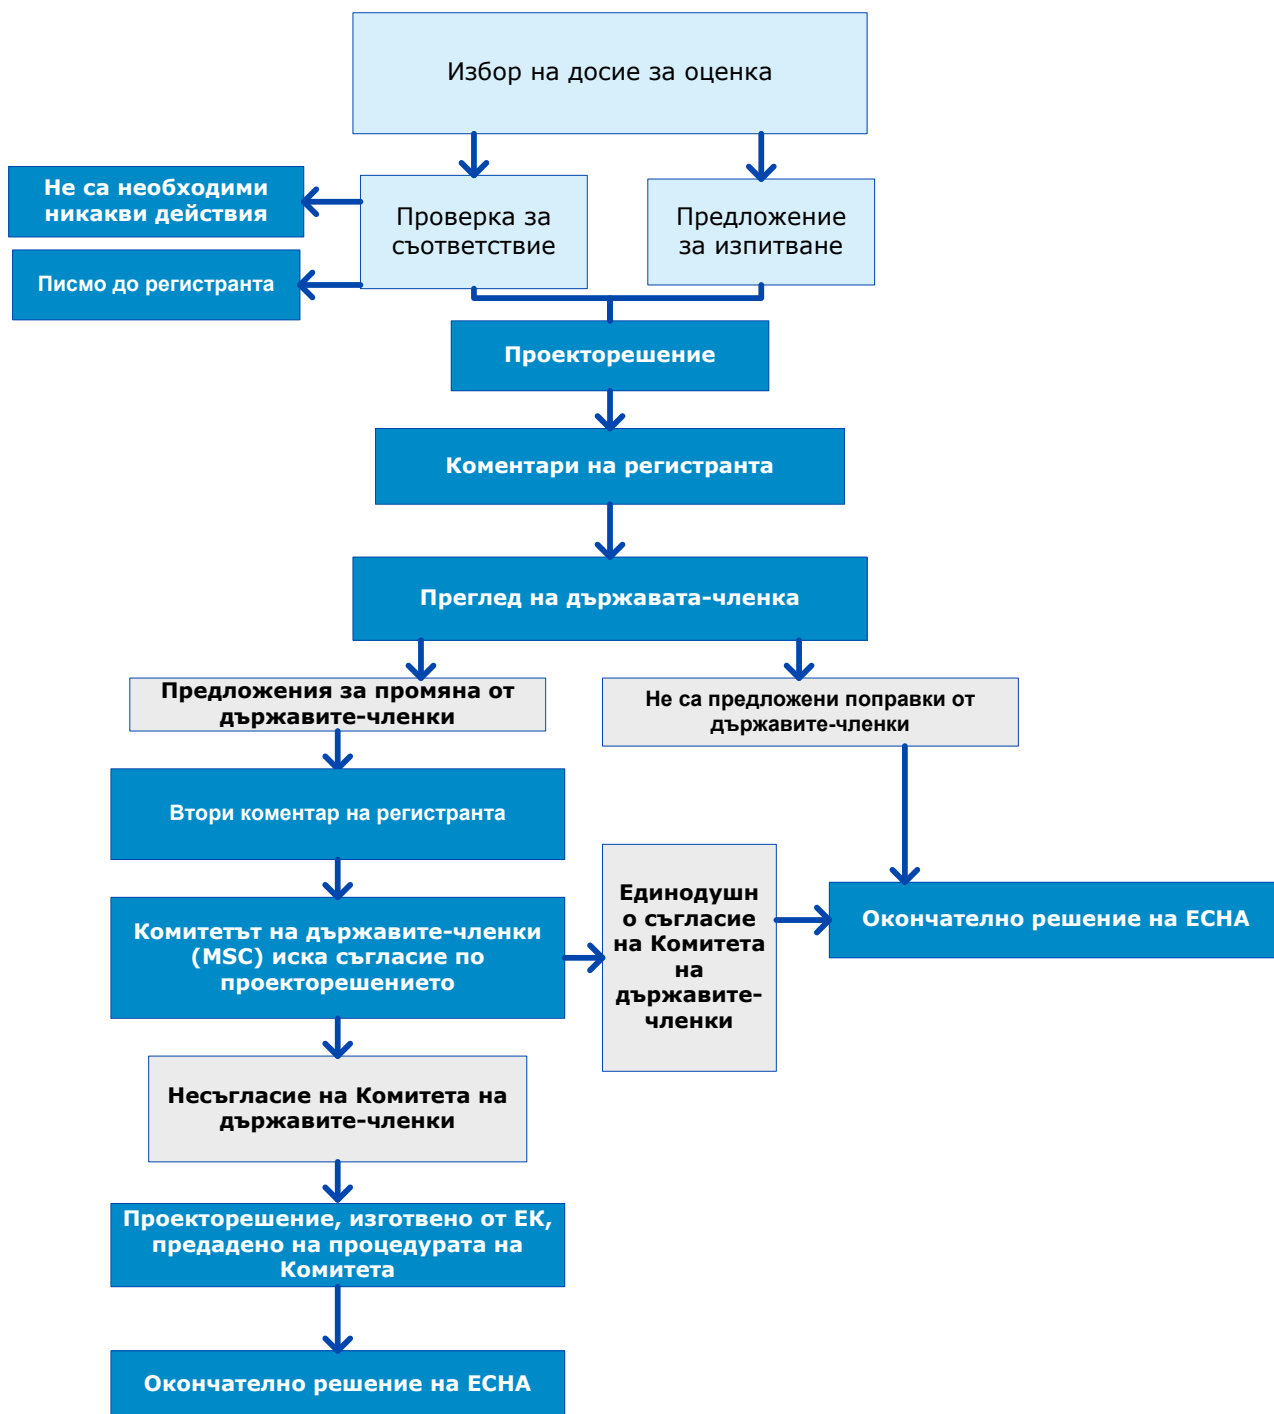 Избор на досие за оценка
Не са необходими
никакви действия
Проверка за
съответствие
Предложение
за изпитване
Писмо до регистранта
Проекторешение
Коментари на регистранта
Преглед на държавата-членка
Предложения за промяна от
държавите-членки
Не са предложени поправки от
държавите-членки
Втори коментар на регистранта
Единодушн
о съгласие
на Комитета
на
държавите-
членки
Окончателно решение на ECHA
Комитетът на държавите-членки
(MSC) иска съгласие по
проекторешението
Несъгласие на Комитета на
държавите-членки
Проекторешение, изготвено от ЕК,
предадено на процедурата на
Комитета
Окончателно решение на ECHA